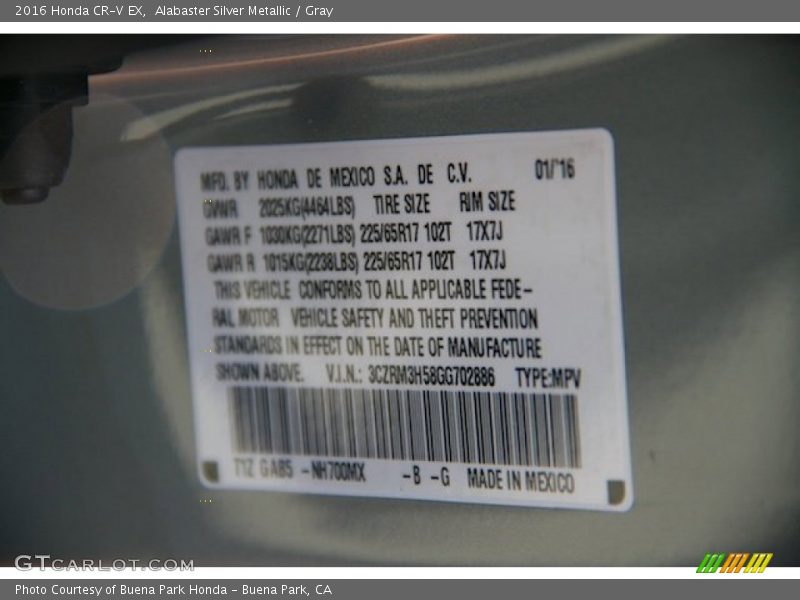 2016 Honda CR-V EX, Alabaster Silver Metallic / Gray
MFD. BY HONDA DE MEXICO S.A. DE C.V. 01/'16
GVWR 2025KG(4464LBS) TIRE SIZE RIM SIZE
GAWR F 1030KG(2271LBS) 225/65R17 102T 17X7J
GAWR R 1015KG(2238LBS) 225/65R17 102T 17X7J
THIS VEHICLE CONFORMS TO ALL APPLICABLE FEDE-
RAL MOTOR VEHICLE SAFETY AND THEFT PREVENTION
STANDARDS IN EFFECT ON THE DATE OF MANUFACTURE
SHOWN ABOVE. V.I.N.: 3CZRM3H58GG702886 TYPE:MPV
T1Z GA85 -NH700MX -B -G MADE IN MEXICO
GTCARLOT.COM
Photo Courtesy of Buena Park Honda - Buena Park, CA